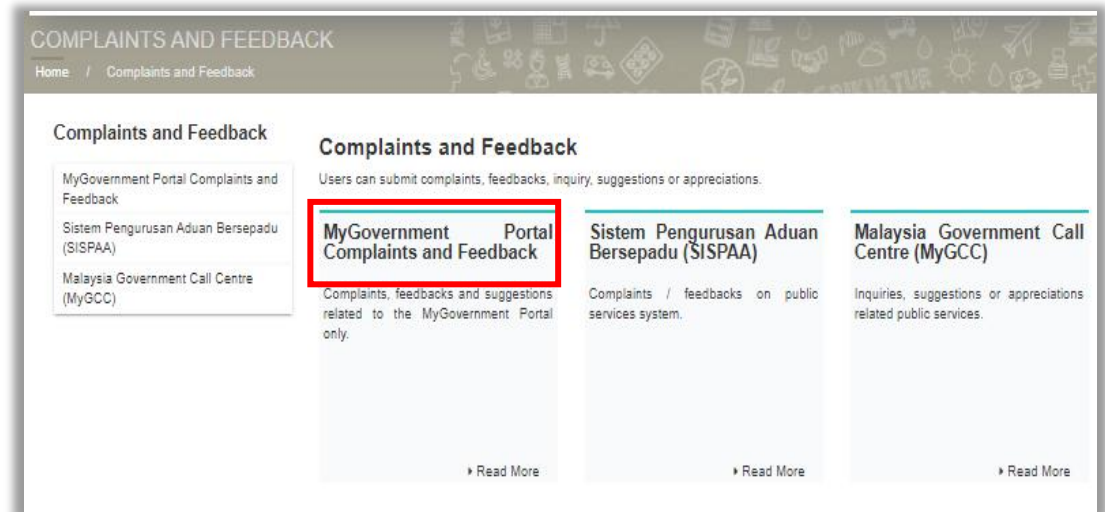 COMPLAINTS AND FEEDBACK
Home / Complaints and Feedback
Complaints and Feedback
MyGovernment Portal Complaints and
Feedback
Sistem Pengurusan Aduan Bersepadu
(SISPAA)
Malaysia Government Call Centre
(MyGCC)
Complaints and Feedback
Users can submit complaints, feedbacks, inquiry, suggestions or appreciations.
MyGovernment Portal
Complaints and Feedback
Complaints, feedbacks and suggestions
related to the MyGovernment Portal
only.
Read More
Sistem Pengurusan Aduan
Bersepadu (SISPAA)
Complaints / feedbacks on public
services system.
Read More
Malaysia Government Call
Centre (MyGCC)
Inquiries, suggestions or appreciations
related public services.
Read More